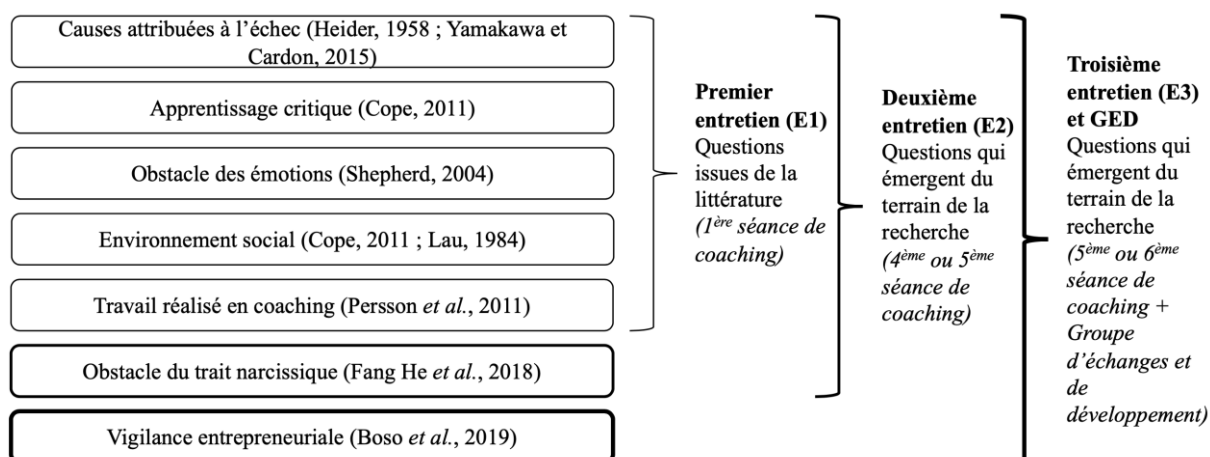 Causes attribuées à l'échec (Heider, 1958 ; Yamakawa et
Cardon, 2015)
Apprentissage critique (Cope, 2011)
Obstacle des émotions (Shepherd, 2004)
Environnement social (Cope, 2011 ; Lau, 1984)
Travail réalisé en coaching (Persson et al., 2011)
Obstacle du trait narcissique (Fang He et al., 2018)
Vigilance entrepreneuriale (Boso et al., 2019)
Premier
entretien (E1)
Questions
issues de la
littérature
(1ère séance de
coaching)
Deuxième
entretien (E2)
Questions qui
émergent du
terrain de la
recherche
(4ème ou 5ème
séance de
coaching)
Troisième
entretien (E3)
et GED
Questions qui
émergent du
terrain de la
recherche
(5ème ou 6ème
séance de
coaching +
Groupe
d'échanges et
de
développement)